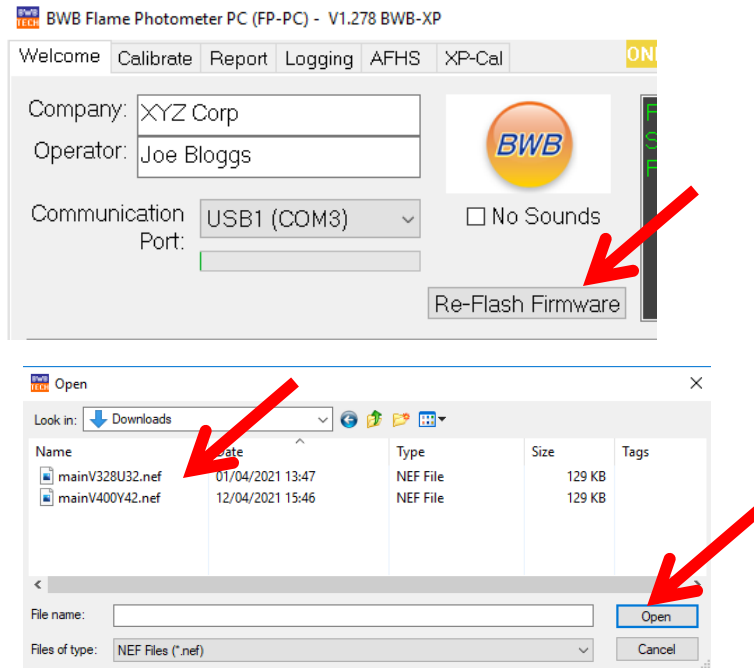 BWB TECH BWB Flame Photometer PC (FP-PC) - V1.278 BWB-XP
Welcome Calibrate Report Logging AFHS XP-Cal
Company: XYZ Corp
BWB
Operator: Joe Bloggs
Communication Port: USB1 (COM3)
No Sounds
Re-Flash Firmware
BWB TECH Open
Look in: Downloads
Name Date Type Size Tags
mainV328U32.nef 01/04/2021 13:47 NEF File 129 KB
mainV400Y42.nef 12/04/2021 15:46 NEF File 129 KB
File name: Open
Files of type: NEF Files (*.nef) Cancel